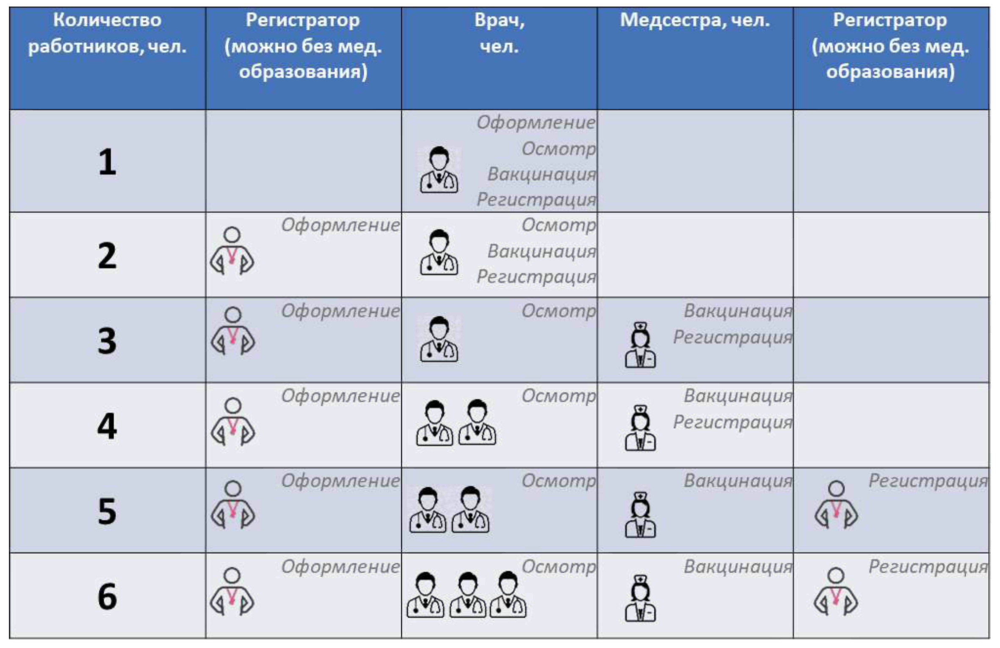 Количество
работников, чел.
Регистратор
(можно без мед.
образования)
Врач,
чел.
Медсестра, чел.
Регистратор
(можно без мед.
образования)
1
Оформление
Осмотр
Вакцинация
Регистрация
2
Оформление
Осмотр
Вакцинация
Регистрация
3
Оформление
Осмотр
Вакцинация
Регистрация
4
Оформление
Осмотр
Вакцинация
Регистрация
5
Оформление
Осмотр
Вакцинация
Регистрация
6
Оформление
Осмотр
Вакцинация
Регистрация